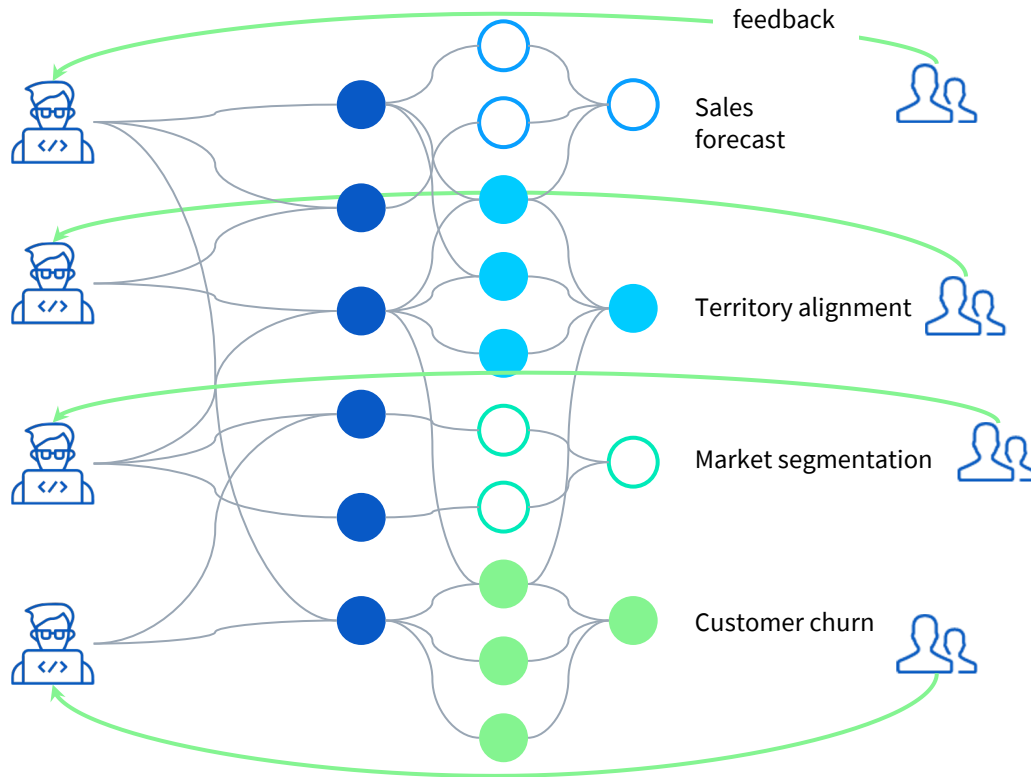 feedback
Sales
forecast
Territory alignment
Market segmentation
Customer churn
</>
</>
</>
</>